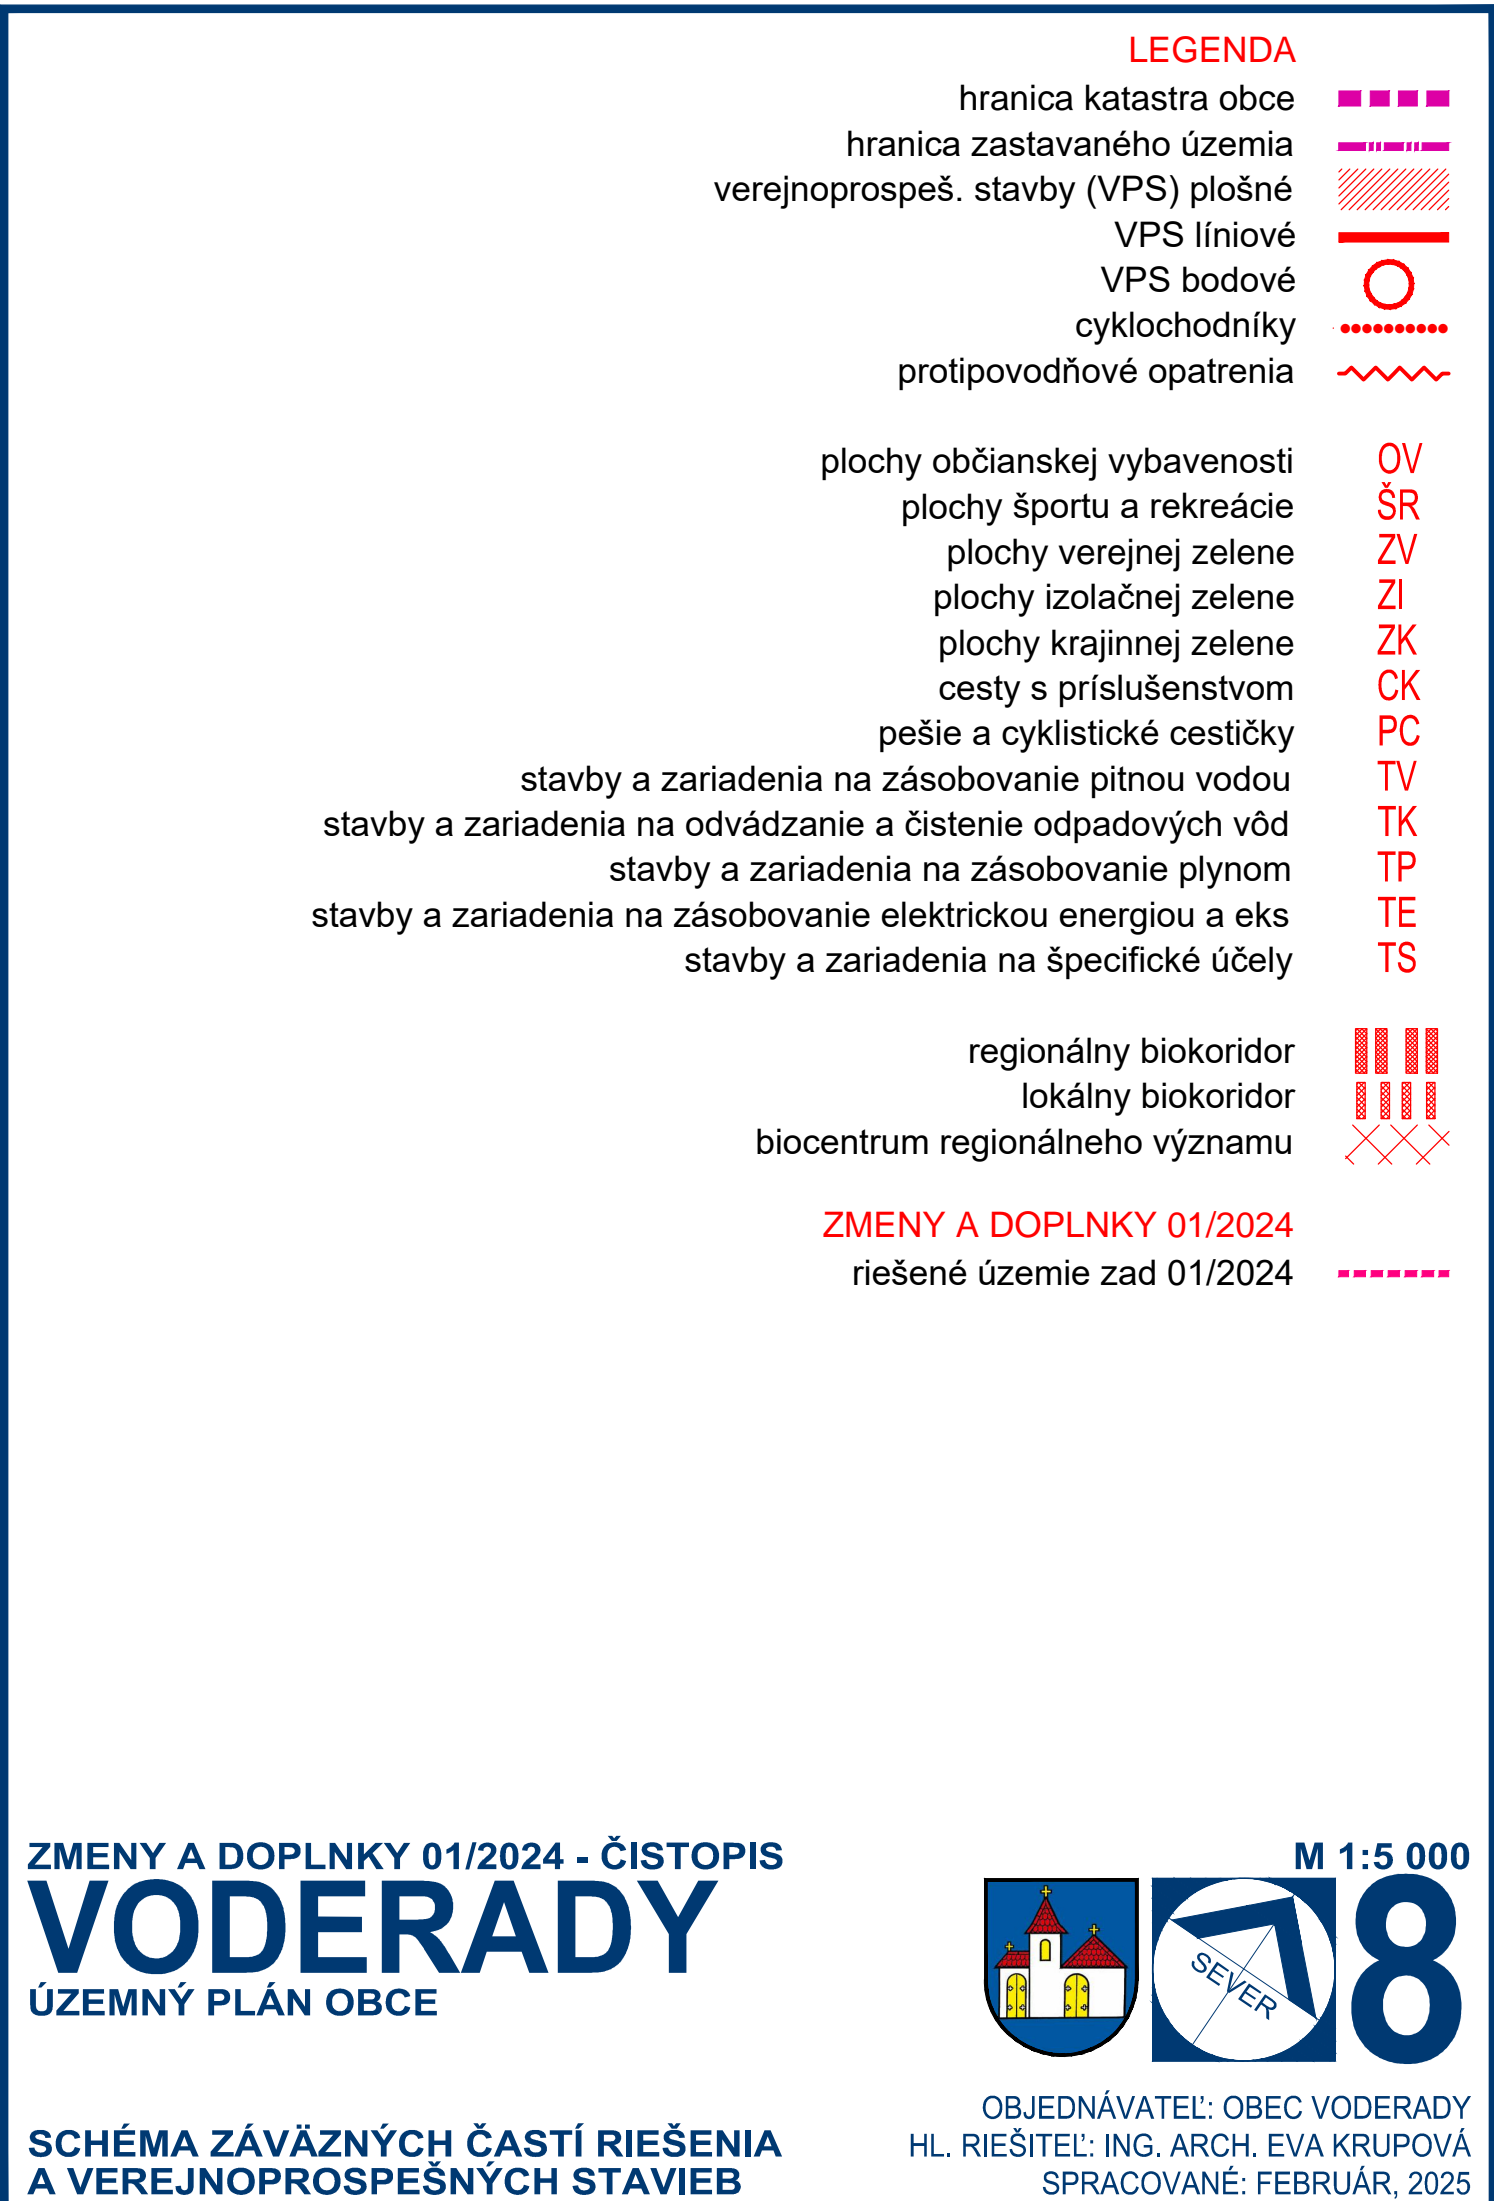 LEGENDA
hranica katastra obce
hranica zastavaného územia
verejnoprospeš. stavby (VPS) plošné
VPS líniové
VPS bodové
cyklochodníky
protipovodňové opatrenia
plochy občianskej vybavenosti OV
plochy športu a rekreácie ŠR
plochy verejnej zelene ZV
plochy izolačnej zelene ZI
plochy krajinnej zelene ZK
cesty s príslušenstvom CK
pešie a cyklistické cestičky PC
stavby a zariadenia na zásobovanie pitnou vodou TV
stavby a zariadenia na odvádzanie a čistenie odpadových vôd TK
stavby a zariadenia na zásobovanie plynom TP
stavby a zariadenia na zásobovanie elektrickou energiou a eks TE
stavby a zariadenia na špecifické účely TS
regionálny biokoridor
lokálny biokoridor
biocentrum regionálneho významu
ZMENY A DOPLNKY 01/2024
riešené územie zad 01/2024
ZMENY A DOPLNKY 01/2024 - ČISTOPIS
VODERADY
ÚZEMNÝ PLÁN OBCE
M 1:5 000
SEVER
8
SCHÉMA ZÁVÄZNÝCH ČASTÍ RIEŠENIA
A VEREJNOPROSPEŠNÝCH STAVIEB
OBJEDNÁVATEĽ: OBEC VODERADY
HL. RIEŠITEĽ: ING. ARCH. EVA KRUPOVÁ
SPRACOVANÉ: FEBRUÁR, 2025